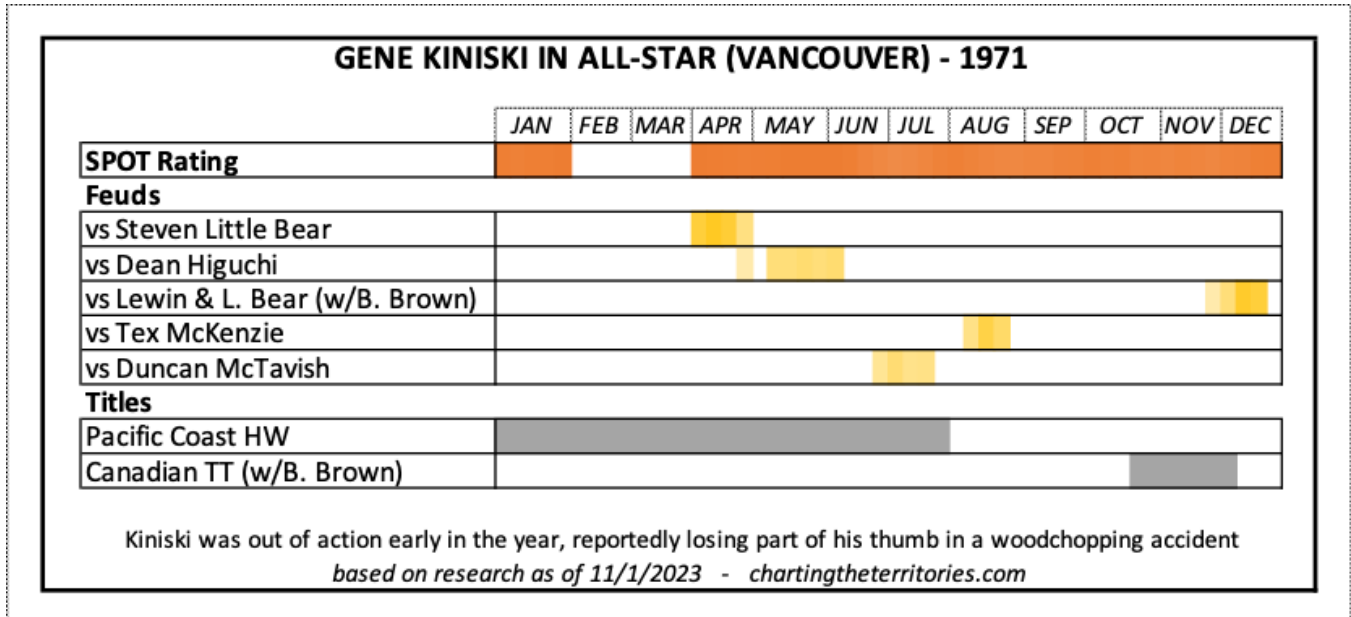 GENE KINISKI IN ALL-STAR (VANCOUVER) - 1971
JAN FEB MAR APR MAY JUN JUL AUG SEP OCT NOV DEC
SPOT Rating
Feuds
vs Steven Little Bear
vs Dean Higuchi
vs Lewin & L. Bear (w/B. Brown)
vs Tex McKenzie
vs Duncan McTavish
Titles
Pacific Coast HW
Canadian TT (w/B. Brown)
Kiniski was out of action early in the year, reportedly losing part of his thumb in a woodchopping accident
based on research as of 11/1/2023 - chartingtheterritories.com